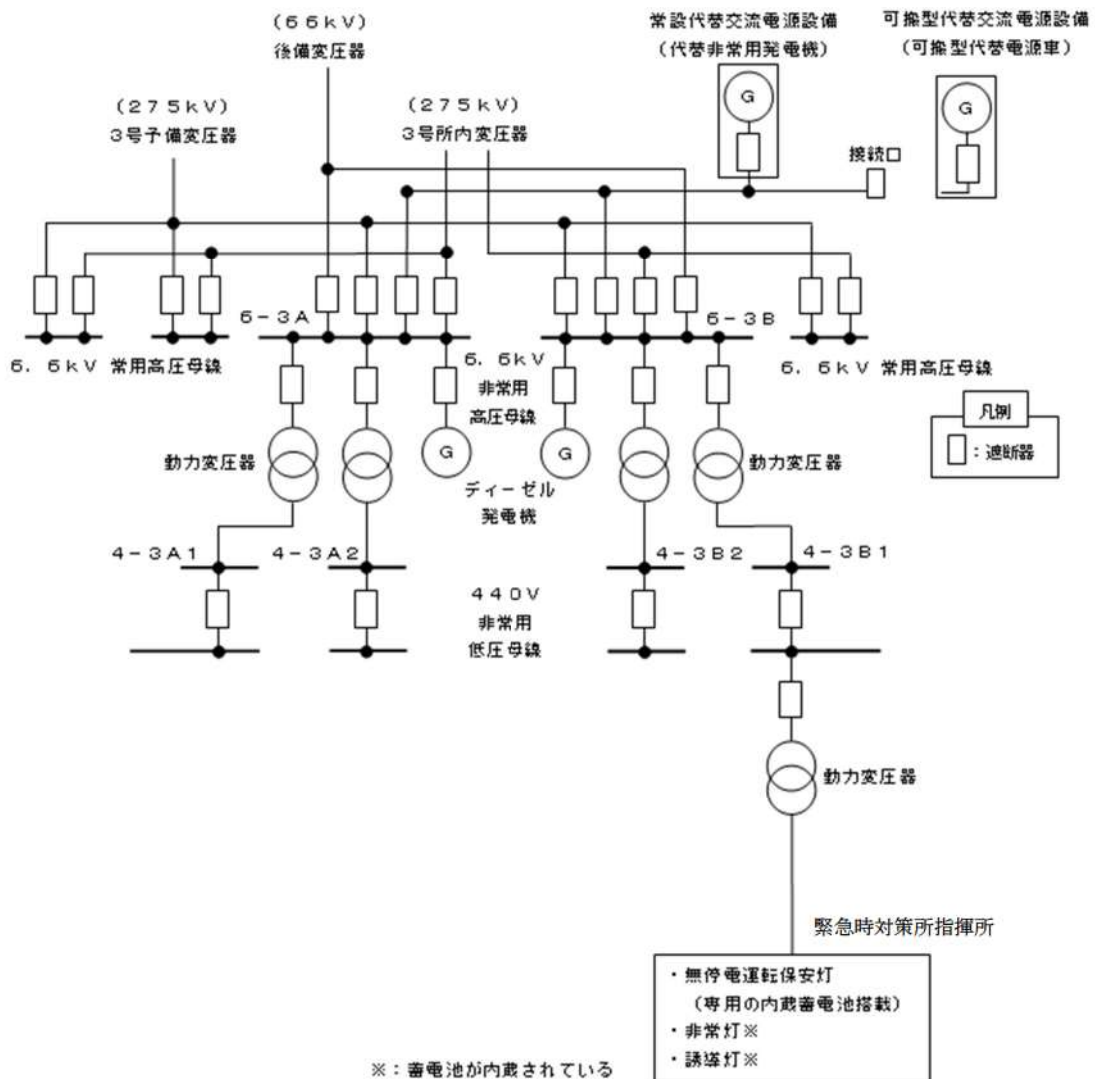 (66kV)
後備変圧器
常設代替交流電源設備
(代替非常用発電機)
可搬型代替交流電源設備
(可搬型代替電源車)
(275kV)
3号予備変圧器
(275kV)
3号所内変圧器
G
G
接続口
6-3A
6-3B
6.6kV 常用高圧母線
6.6kV
非常用
高圧母線
6.6kV 常用高圧母線
凡例
:遮断器
動力変圧器
G
G
動力変圧器
ディーゼル
発電機
4-3A1
4-3A2
4-3B2
4-3B1
440V
非常用
低圧母線
動力変圧器
緊急時対策所指揮所
・無停電運転保安灯
(専用の内蔵蓄電池搭載)
・非常灯※
・誘導灯※
※:蓄電池が内蔵されている